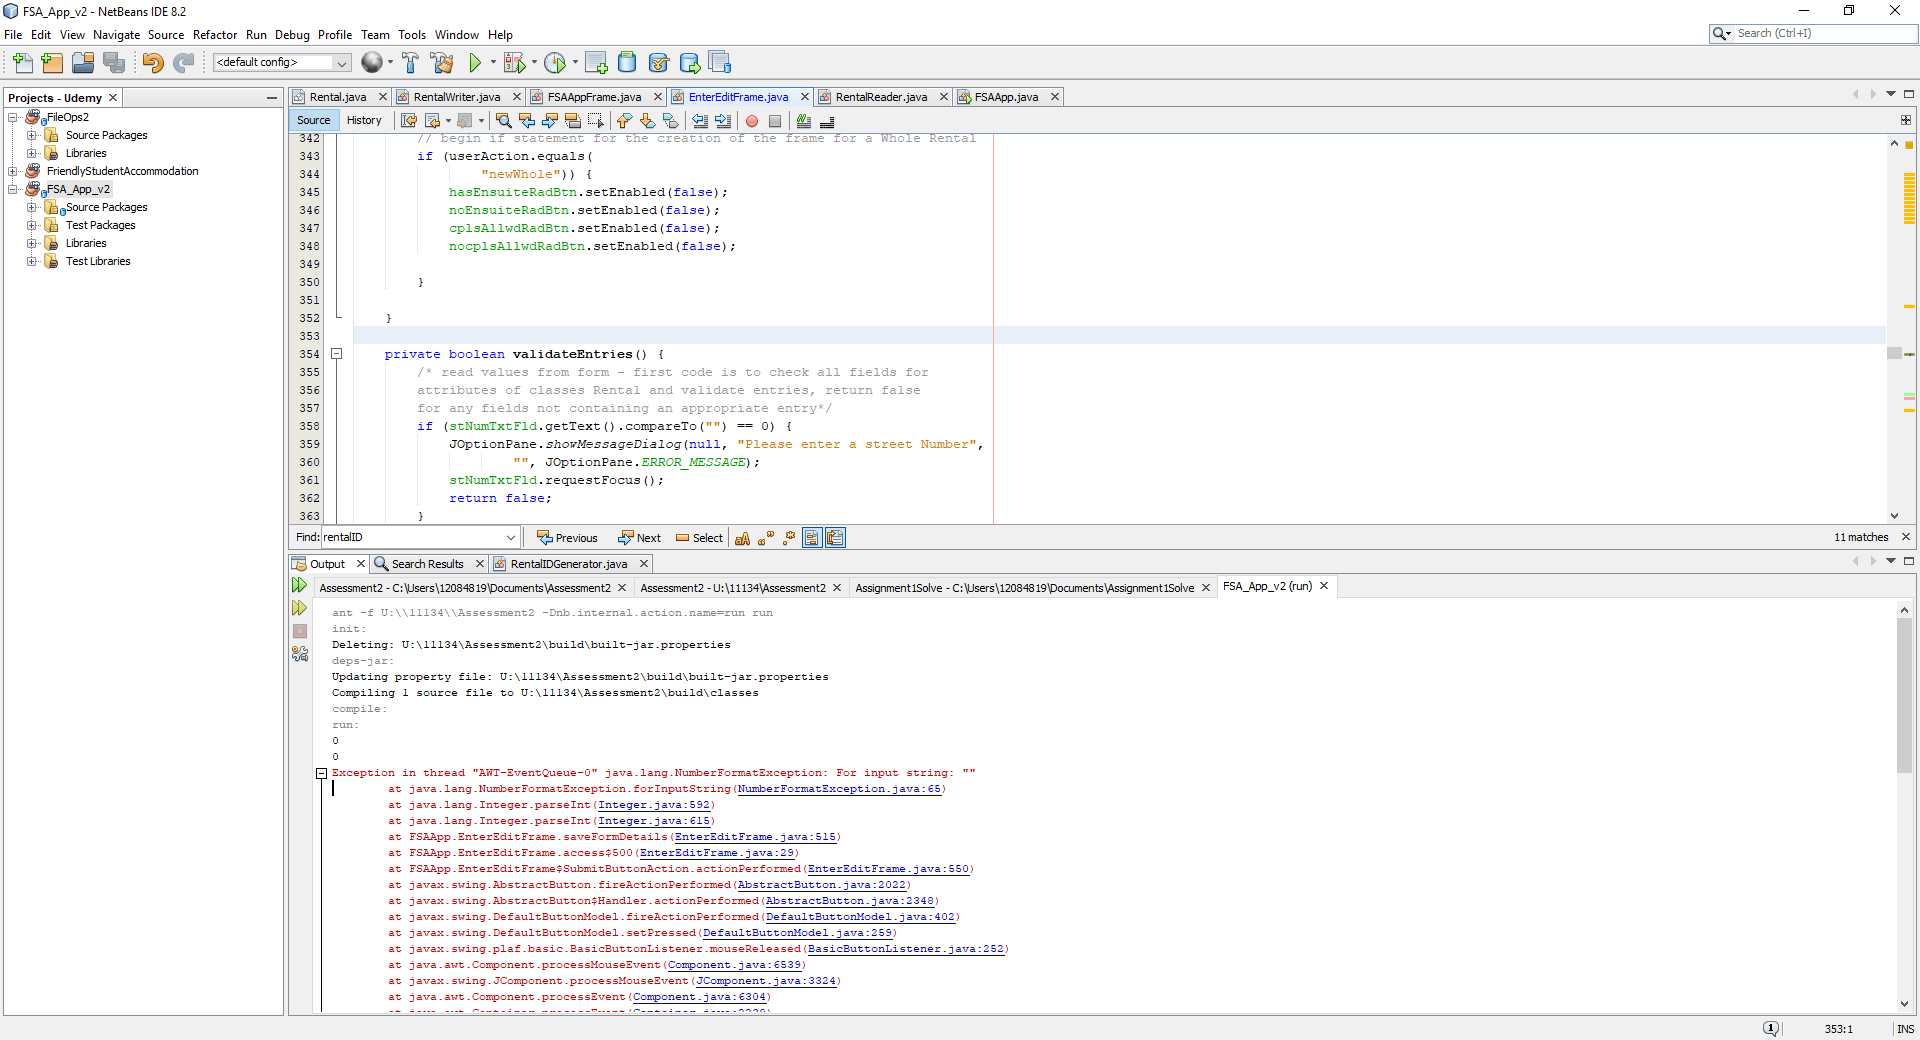 FSA_App_v2 - NetBeans IDE 8.2
File Edit View Navigate Source Refactor Run Debug Profile Team Tools Window Help
Search (Ctrl+I)
<default config>
Projects - Udemy
FileOps2
Source Packages
Libraries
FriendlyStudentAccommodation
FSA_App_v2
Source Packages
Test Packages
Libraries
Test Libraries
Rental.java RentalWriter.java FSAAppFrame.java EnterEditFrame.java RentalReader.java FSAApp.java
Source History
342 // begin if statement for the creation of the frame for a Whole Rental
343 if (userAction.equals(
344 "newWhole")) {
345 hasEnsuiteRadBtn.setEnabled(false);
346 noEnsuiteRadBtn.setEnabled(false);
347 cplsAllwdRadBtn.setEnabled(false);
348 nocplsAllwdRadBtn.setEnabled(false);
349
350 }
351
352 }
353
354 private boolean validateEntries() {
355 /* read values from form - first code is to check all fields for
356 attributes of classes Rental and validate entries, return false
357 for any fields not containing an appropriate entry*/
358 if (stNumTxtFld.getText().compareTo("") == 0) {
359 JOptionPane.showMessageDialog(null, "Please enter a street Number",
360 "", JOptionPane.ERROR_MESSAGE);
361 stNumTxtFld.requestFocus();
362 return false;
363 }
Find: rentalID Previous Next Select 11 matches
Output Search Results RentalIDGenerator.java
Assessment2 - C:\Users\12084819\Documents\Assessment2 Assessment2 - U:\11134\Assessment2 Assignment1Solve - C:\Users\12084819\Documents\Assignment1Solve FSA_App_v2 (run)
ant -f U:\\11134\\Assessment2 -Dnb.internal.action.name=run run
init:
Deleting: U:\11134\Assessment2\build\built-jar.properties
deps-jar:
Updating property file: U:\11134\Assessment2\build\built-jar.properties
Compiling 1 source file to U:\11134\Assessment2\build\classes
compile:
run:
0
0
Exception in thread "AWT-EventQueue-0" java.lang.NumberFormatException: For input string: ""
at java.lang.NumberFormatException.forInputString(NumberFormatException.java:65)
at java.lang.Integer.parseInt(Integer.java:592)
at java.lang.Integer.parseInt(Integer.java:615)
at FSAApp.EnterEditFrame.saveFormDetails(EnterEditFrame.java:515)
at FSAApp.EnterEditFrame.access$500(EnterEditFrame.java:29)
at FSAApp.EnterEditFrame$SubmitButtonAction.actionPerformed(EnterEditFrame.java:550)
at javax.swing.AbstractButton.fireActionPerformed(AbstractButton.java:2022)
at javax.swing.AbstractButton$Handler.actionPerformed(AbstractButton.java:2348)
at javax.swing.DefaultButtonModel.fireActionPerformed(DefaultButtonModel.java:402)
at javax.swing.DefaultButtonModel.setPressed(DefaultButtonModel.java:259)
at javax.swing.plaf.basic.BasicButtonListener.mouseReleased(BasicButtonListener.java:252)
at java.awt.Component.processMouseEvent(Component.java:6539)
at javax.swing.JComponent.processMouseEvent(JComponent.java:3324)
at java.awt.Component.processEvent(Component.java:6304)
353:1 INS